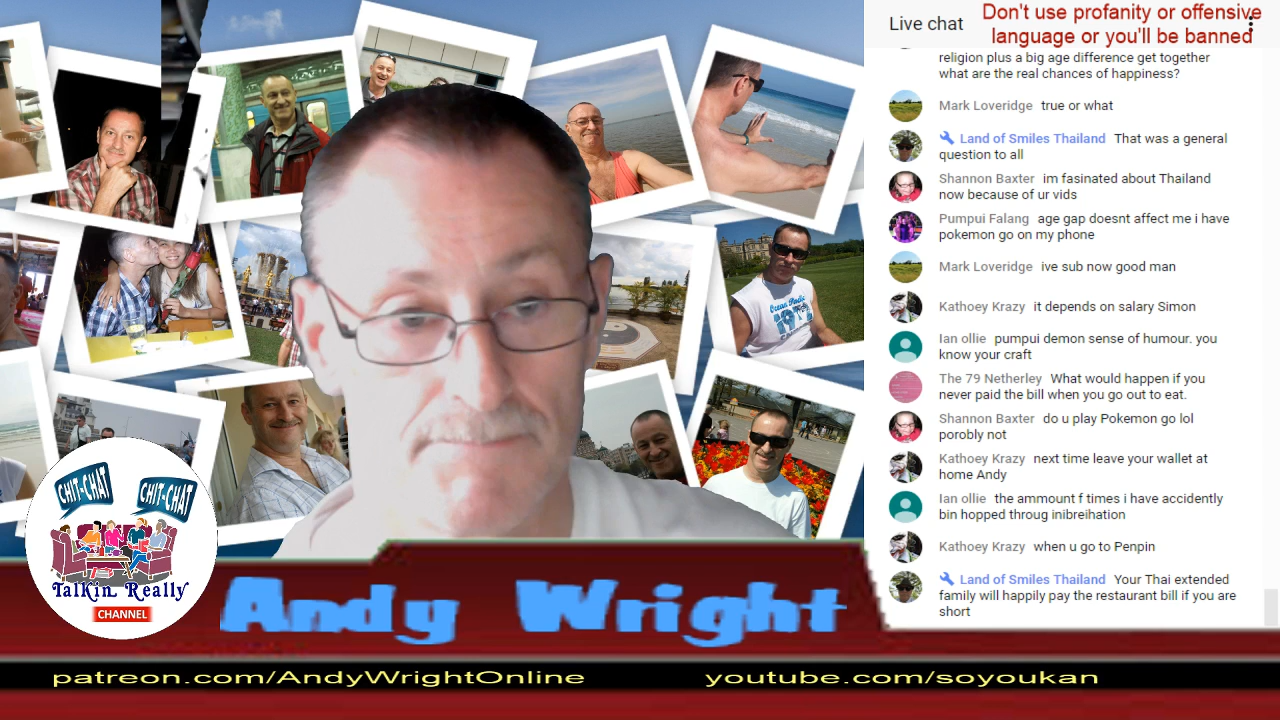 Live chat
Don't use profanity or offensive
language or you'll be banned
religion plus a big age difference get together
what are the real chances of happiness?
Mark Loveridge true or what
Land of Smiles Thailand That was a general
question to all
Shannon Baxter im fasinated about Thailand
now because of ur vids
Pumpui Falang age gap doesnt affect me i have
pokemon go on my phone
Mark Loveridge ive sub now good man
Kathoey Krazy it depends on salary Simon
Ian ollie pumpui demon sense of humour. you
know your craft
The 79 Netherley What would happen if you
never paid the bill when you go out to eat.
Shannon Baxter do u play Pokemon go lol
porobly not
Kathoey Krazy next time leave your wallet at
home Andy
Ian ollie the ammount f times i have accidently
bin hopped throug inibreihation
Kathoey Krazy when u go to Penpin
Land of Smiles Thailand Your Thai extended
family will happily pay the restaurant bill if you are
short
CHIT-CHAT
CHIT-CHAT
Talkin Really
CHANNEL
Andy Wright
patreon.com/AndyWrightOnline
youtube.com/soyoukan